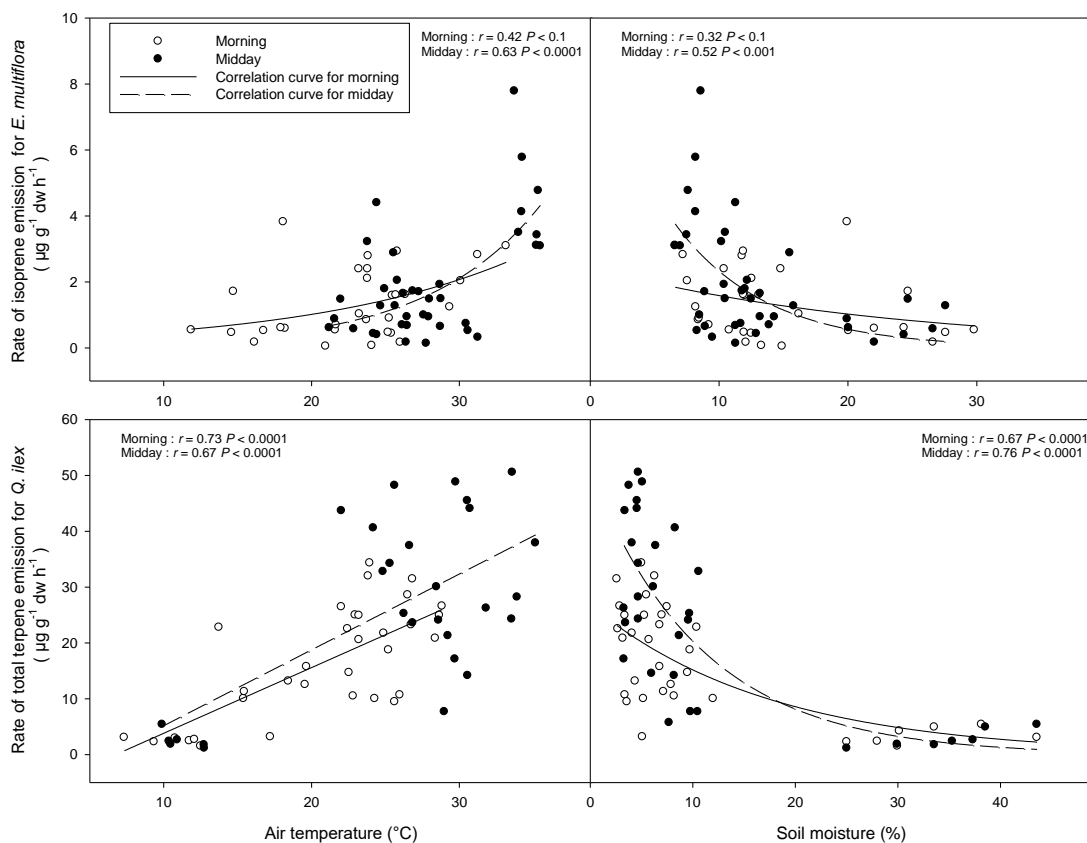 Morning
Midday
Correlation curve for morning
Correlation curve for midday
Morning : r = 0.42 P < 0.1
Midday : r = 0.63 P < 0.0001
Morning : r = 0.32 P < 0.1
Midday : r = 0.52 P < 0.001
Rate of isoprene emission for E. multiflora
( µg g⁻¹ dw h⁻¹ )
10
8
6
4
2
0
10 20 30
0 10 20 30
Morning : r = 0.73 P < 0.0001
Midday : r = 0.67 P < 0.0001
Morning : r = 0.67 P < 0.0001
Midday : r = 0.76 P < 0.0001
Rate of total terpene emission for Q. ilex
( µg g⁻¹ dw h⁻¹ )
60
50
40
30
20
10
0
10 20 30
0 10 20 30 40
Air temperature (°C)
Soil moisture (%)